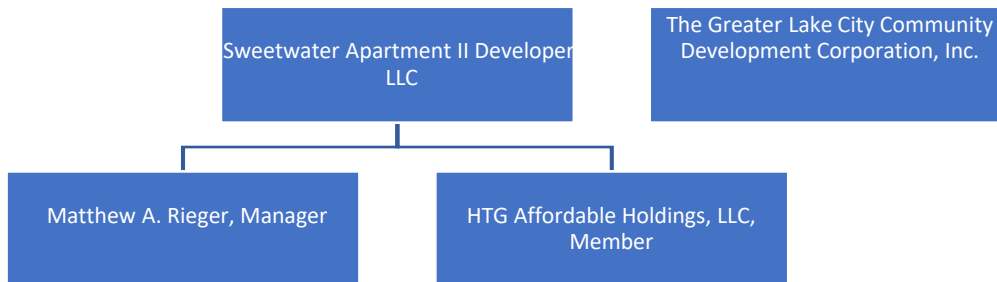 Sweetwater Apartment II Developer
LLC
The Greater Lake City Community
Development Corporation, Inc.
Matthew A. Rieger, Manager
HTG Affordable Holdings, LLC,
Member